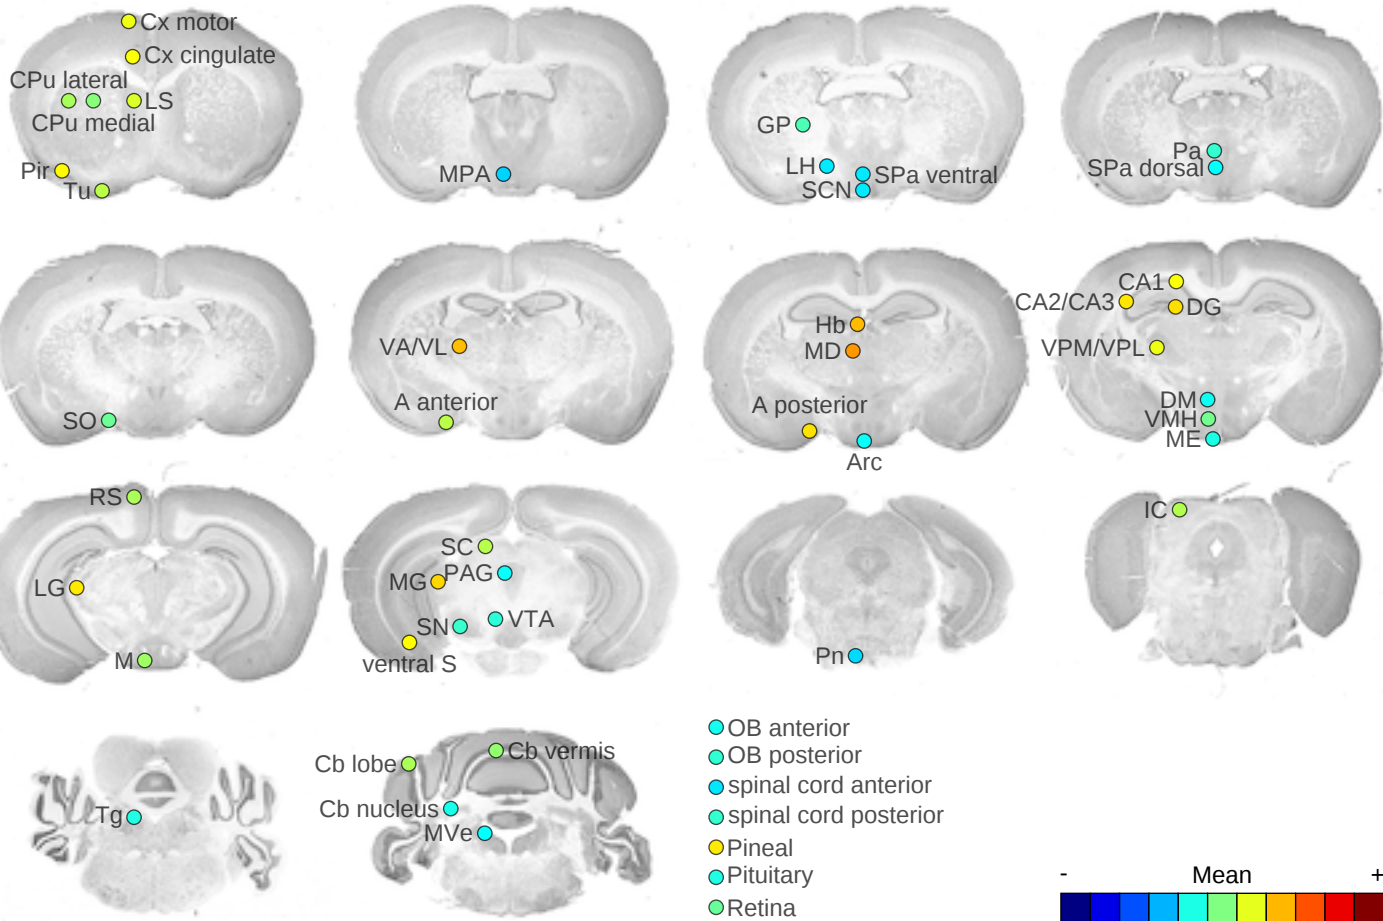 Cx motor
Cx cingulate
CPu lateral
LS
CPu medial
Pir
Tu
MPA
GP
LH
SPa ventral
SCN
Pa
SPa dorsal
SO
VA/VL
A anterior
Hb
MD
A posterior
Arc
CA1
CA2/CA3
DG
VPM/VPL
DM
VMH
ME
RS
LG
M
SC
PAG
MG
SN
VTA
ventral S
Pn
IC
Tg
Cb lobe
Cb vermis
Cb nucleus
MVe
OB anterior
OB posterior
spinal cord anterior
spinal cord posterior
Pineal
Pituitary
Retina
- Mean +